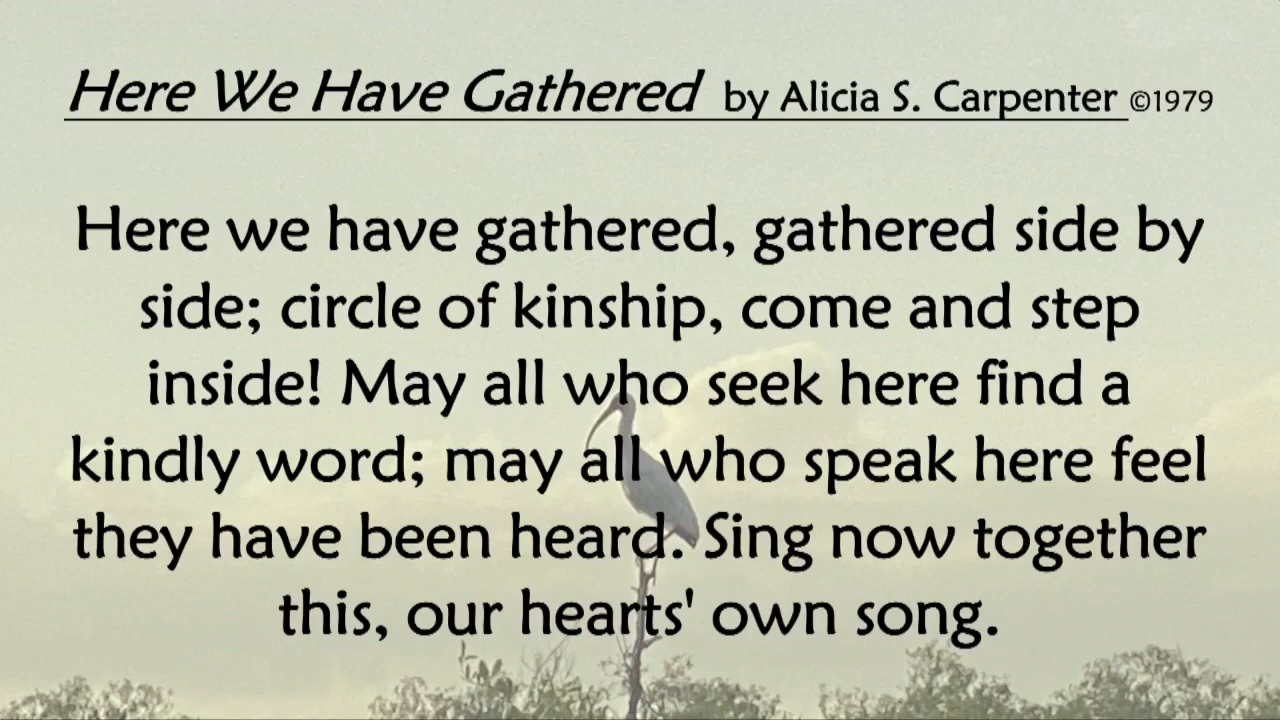 Here We Have Gathered by Alicia S. Carpenter ©1979
Here we have gathered, gathered side by
side; circle of kinship, come and step
inside! May all who seek here find a
kindly word; may all who speak here feel
they have been heard. Sing now together
this, our hearts' own song.